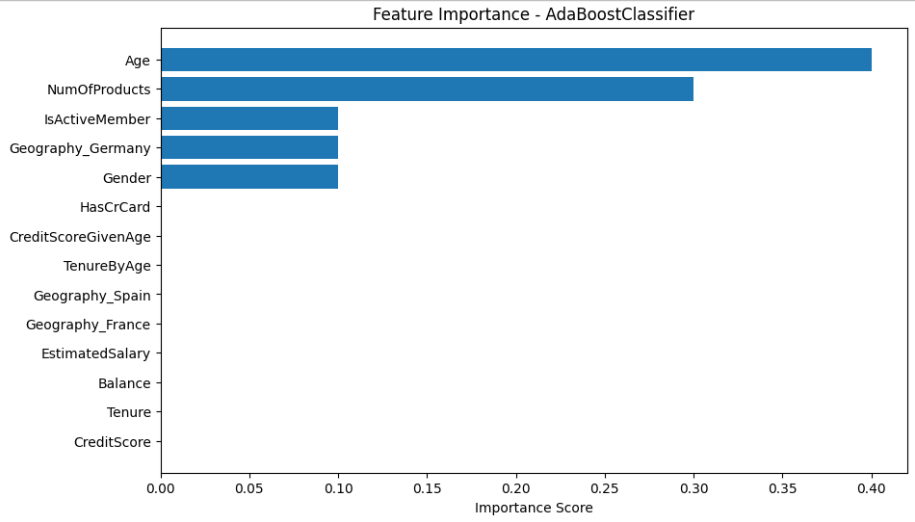 Feature Importance - AdaBoostClassifier
Age
NumOfProducts
IsActiveMember
Geography_Germany
Gender
HasCrCard
CreditScoreGivenAge
TenureByAge
Geography_Spain
Geography_France
EstimatedSalary
Balance
Tenure
CreditScore
0.00 0.05 0.10 0.15 0.20 0.25 0.30 0.35 0.40
Importance Score